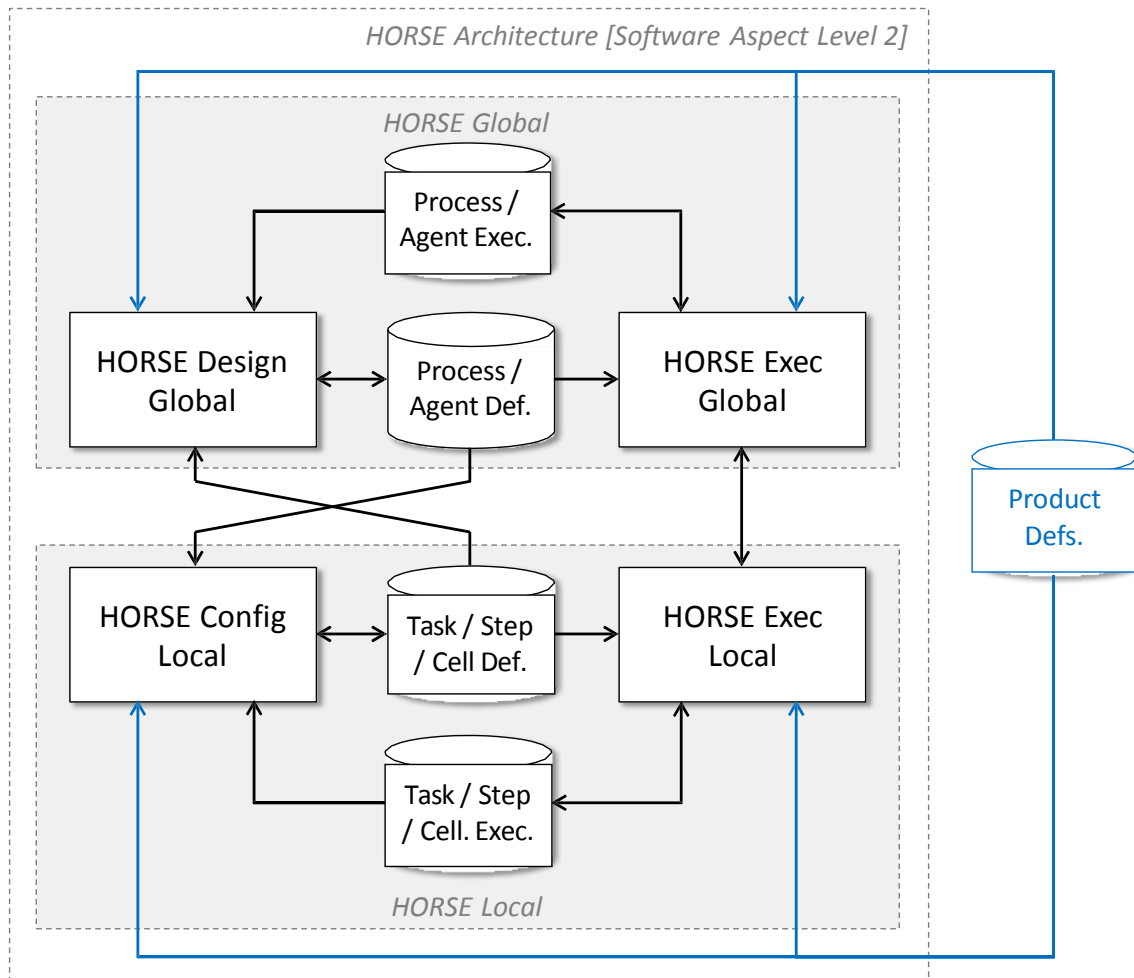 HORSE Architecture [Software Aspect Level 2]
HORSE Global
Process /
Agent Exec.
HORSE Design
Global
Process /
Agent Def.
HORSE Exec
Global
Product
Defs.
HORSE Config
Local
Task / Step
/ Cell Def.
HORSE Exec
Local
Task / Step
/ Cell. Exec.
HORSE Local